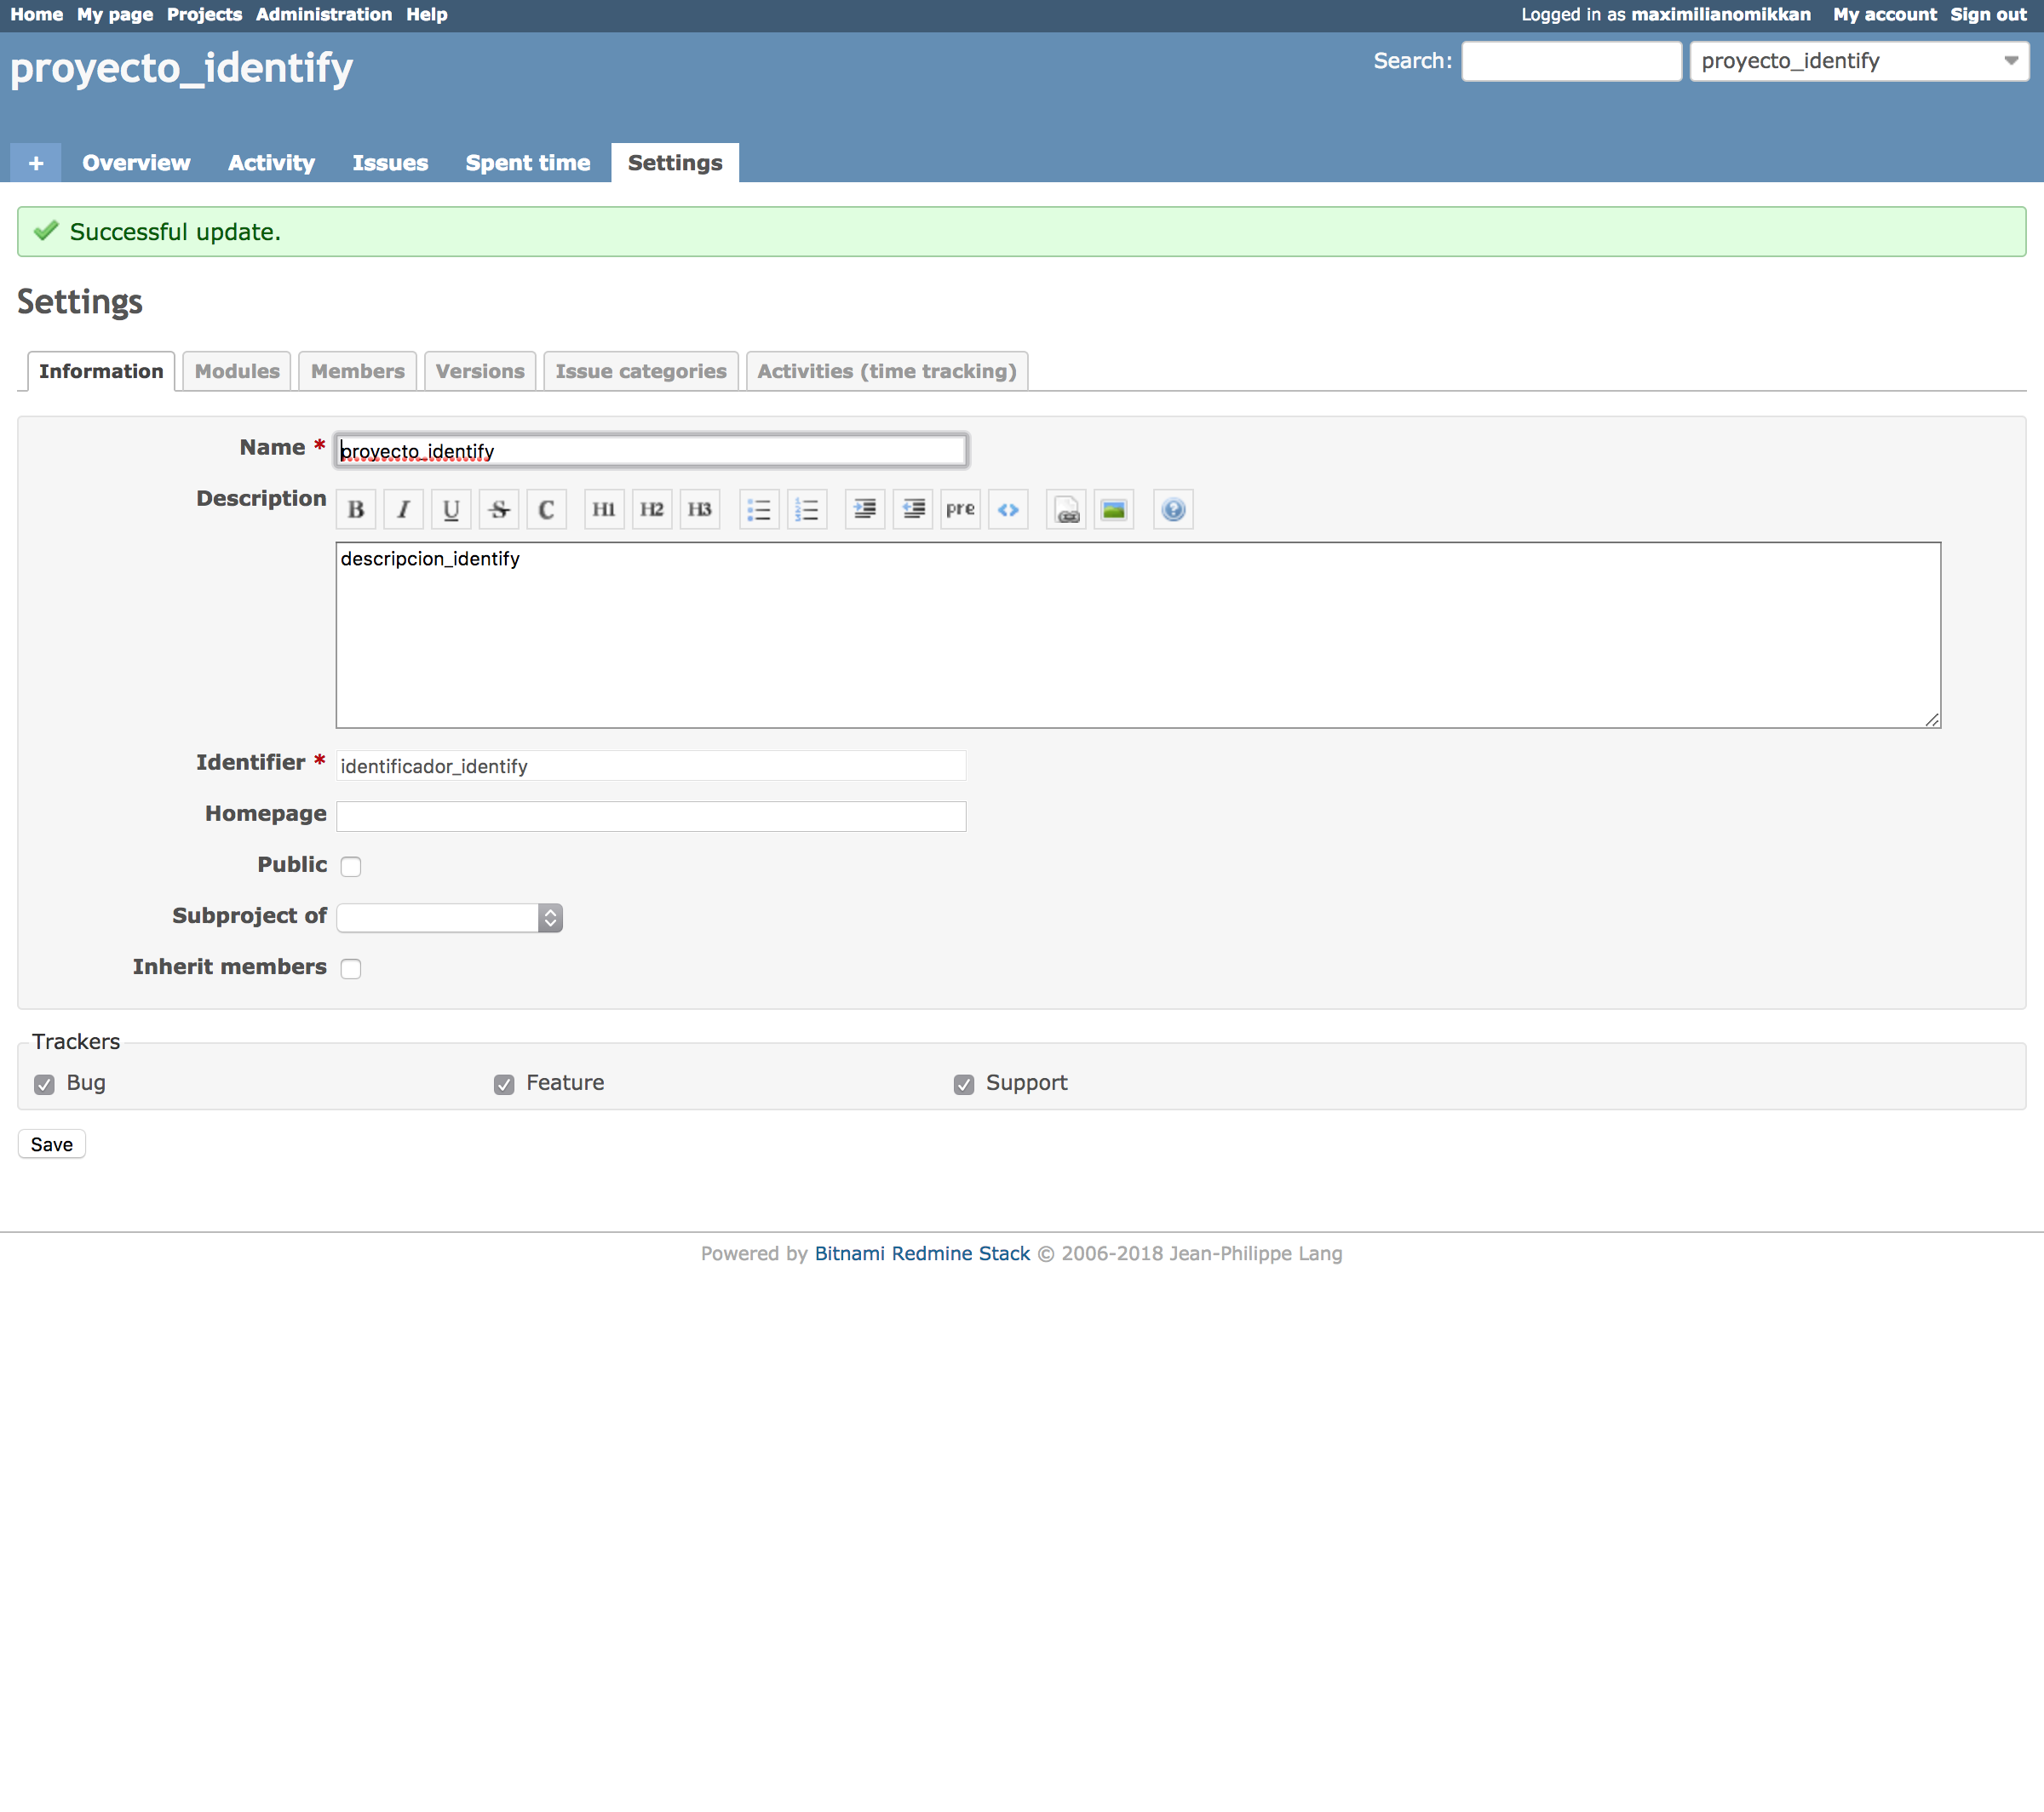 Home My page Projects Administration Help Logged in as maximilianomikkan My account Sign out
proyecto_identify Search: proyecto_identify
+ Overview Activity Issues Spent time Settings
Successful update.
Settings
Information Modules Members Versions Issue categories Activities (time tracking)
Name * proyecto_identify
Description B I U S C H1 H2 H3 pre <> ?
descripcion_identify
Identifier * identificador_identify
Homepage
Public
Subproject of
Inherit members
Trackers
Bug Feature Support
Save
Powered by Bitnami Redmine Stack © 2006-2018 Jean-Philippe Lang